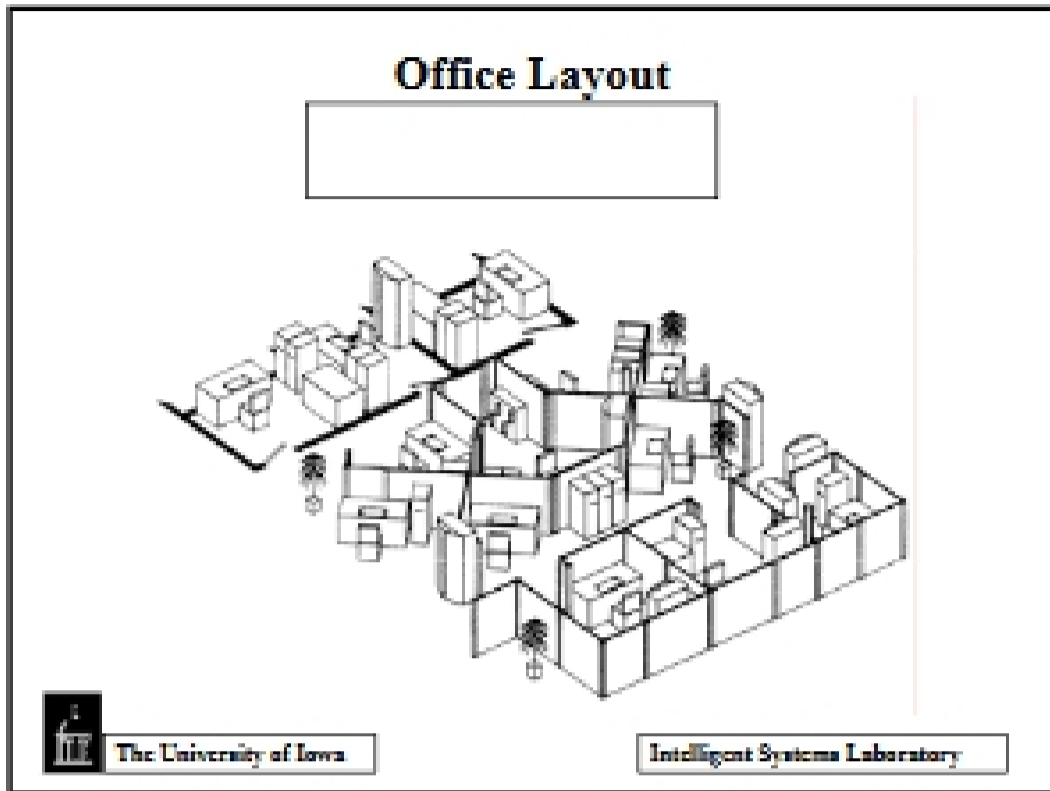 Office Layout
The University of Iowa
Intelligent Systems Laboratory